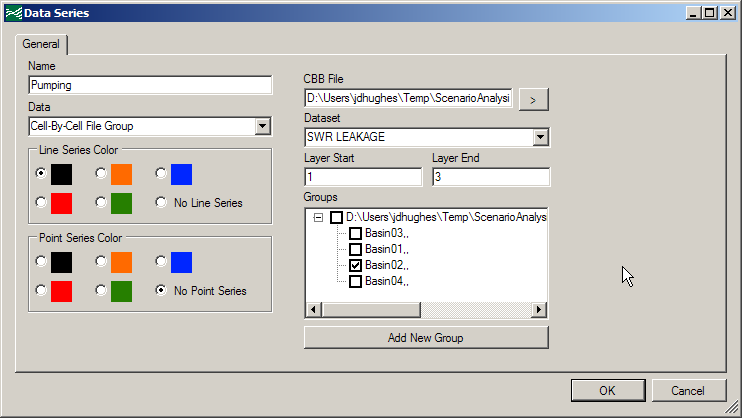 Data Series
General
Name
Pumping
Data
Cell-By-Cell File Group
Line Series Color
No Line Series
Point Series Color
No Point Series
CBB File
D:\Users\jdhughes\Temp\ScenarioAnalysi
>
Dataset
SWR LEAKAGE
Layer Start
Layer End
1
3
Groups
D:\Users\jdhughes\Temp\ScenarioAnalys
Basin03,,
Basin01,,
Basin02,,
Basin04,,
Add New Group
OK
Cancel